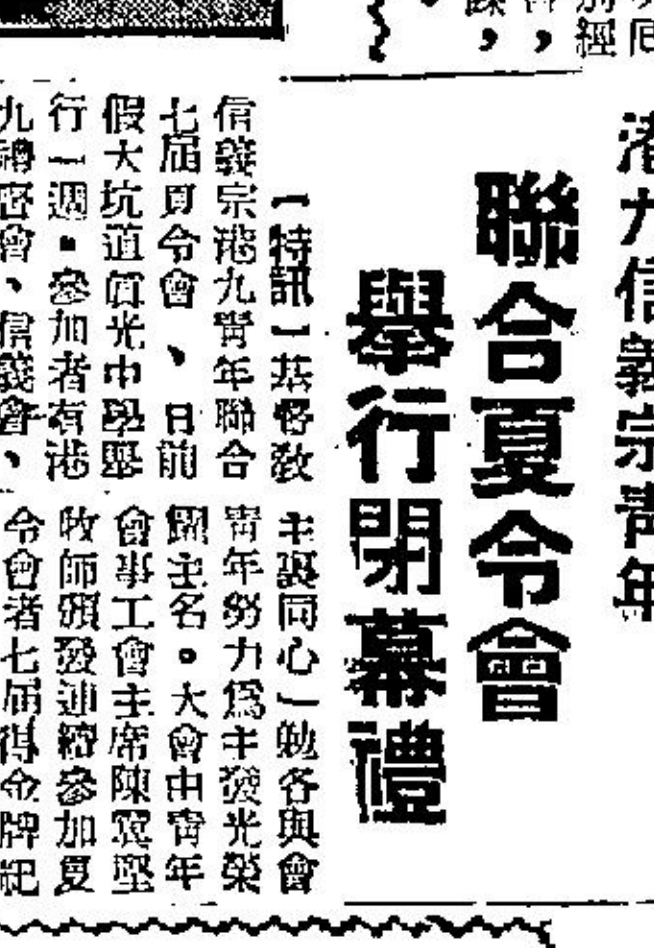 港九信義宗青年
聯合夏令會
舉行閉幕禮
【特訊】基督教
信義宗港九青年聯合
七屆夏令會、日前
假大坑道真光中學舉
行一週。參加者有港
九禮會、信義會、
主裏同心」勉各與會
青年努力爲主發光榮
耀主名。大會由青年
會事工會主席陳冀堅
牧師頒發連續參加夏
令會者七屆得金牌紀